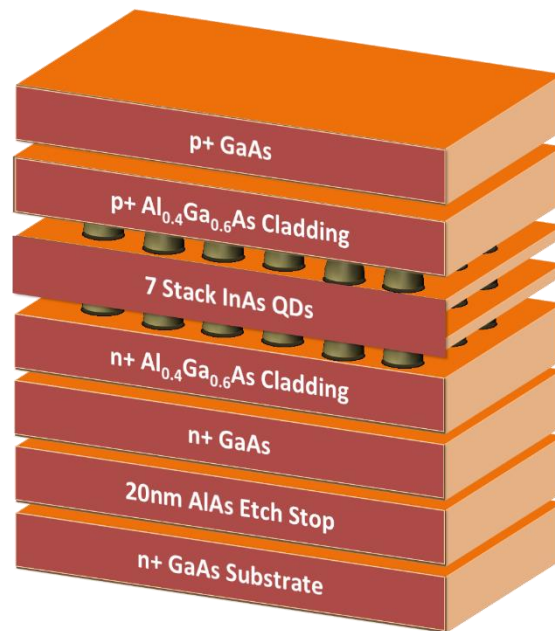 p+ GaAs
p+ Al₀.₄Ga₀.₆As Cladding
7 Stack InAs QDs
n+ Al₀.₄Ga₀.₆As Cladding
n+ GaAs
20nm AlAs Etch Stop
n+ GaAs Substrate